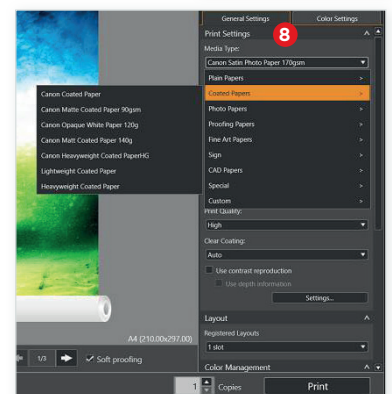 General Settings
Color Settings
8
Print Settings
Media Type:
Canon Satin Photo Paper 170gsm
Plain Papers
Coated Papers
Photo Papers
Proofing Papers
Fine Art Papers
Sign
CAD Papers
Special
Custom
Canon Coated Paper
Canon Matte Coated Paper 90gsm
Canon Opaque White Paper 120g
Canon Matt Coated Paper 140g
Canon Heavyweight Coated PaperHG
Lightweight Coated Paper
Heavyweight Coated Paper
Print Quality:
High
Clear Coating:
Auto
Use contrast reproduction
Use depth information
Settings...
Layout
Registered Layouts
1 slot
Color Management
A4 (210.00x297.00)
1/3
Soft proofing
1
Copies
Print